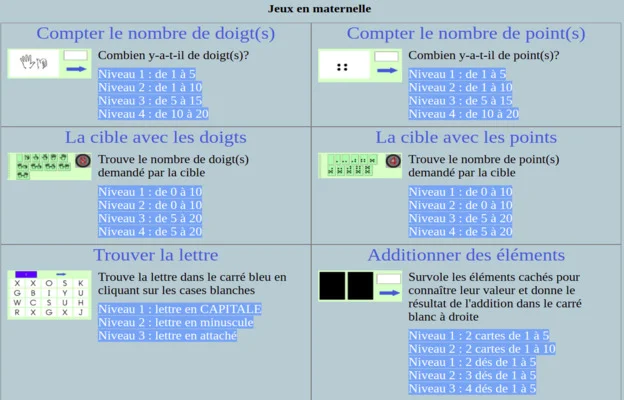 Jeux en maternelle
Compter le nombre de doigt(s)
Combien y-a-t-il de doigt(s)?
Niveau 1 : de 1 à 5
Niveau 2 : de 1 à 10
Niveau 3 : de 5 à 15
Niveau 4 : de 10 à 20
Compter le nombre de point(s)
Combien y-a-t-il de point(s)?
Niveau 1 : de 1 à 5
Niveau 2 : de 1 à 10
Niveau 3 : de 5 à 15
Niveau 4 : de 10 à 20
La cible avec les doigts
Trouve le nombre de doigt(s)
demandé par la cible
Niveau 1 : de 0 à 10
Niveau 2 : de 0 à 10
Niveau 3 : de 5 à 20
Niveau 4 : de 5 à 20
La cible avec les points
Trouve le nombre de point(s)
demandé par la cible
Niveau 1 : de 0 à 10
Niveau 2 : de 0 à 10
Niveau 3 : de 5 à 20
Niveau 4 : de 5 à 20
Trouver la lettre
X X O S K
G B I Y U
W C S U H
R X G X J
Trouve la lettre dans le carré bleu en
cliquant sur les cases blanches
Niveau 1 : lettre en CAPITALE
Niveau 2 : lettre en minuscule
Niveau 3 : lettre en attaché
Additionner des éléments
Survole les éléments cachés pour
connaître leur valeur et donne le
résultat de l'addition dans le carré
blanc à droite
Niveau 1 : 2 cartes de 1 à 5
Niveau 2 : 2 cartes de 1 à 10
Niveau 1 : 2 dés de 1 à 5
Niveau 2 : 3 dés de 1 à 5
Niveau 3 : 4 dés de 1 à 5